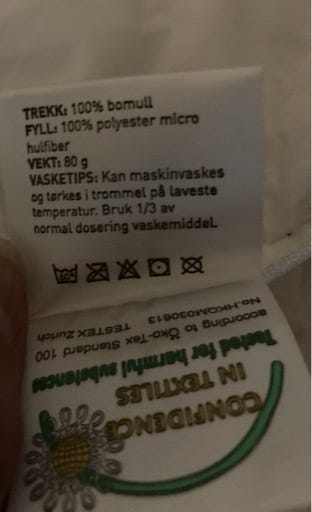 TREKK: 100% bomull
FYLL: 100% polyester micro
hulfiber
VEKT: 80 g
VASKETIPS: Kan maskinvaskes
og tørkes i trommel på laveste
temperatur. Bruk 1/3 av
normal dosering vaskemiddel.
CONFIDENCE
IN TEXTILES
Tested for harmful substances
according to Öko-Tex Standard 100
No.HKQM030613 TESTEX Zurich